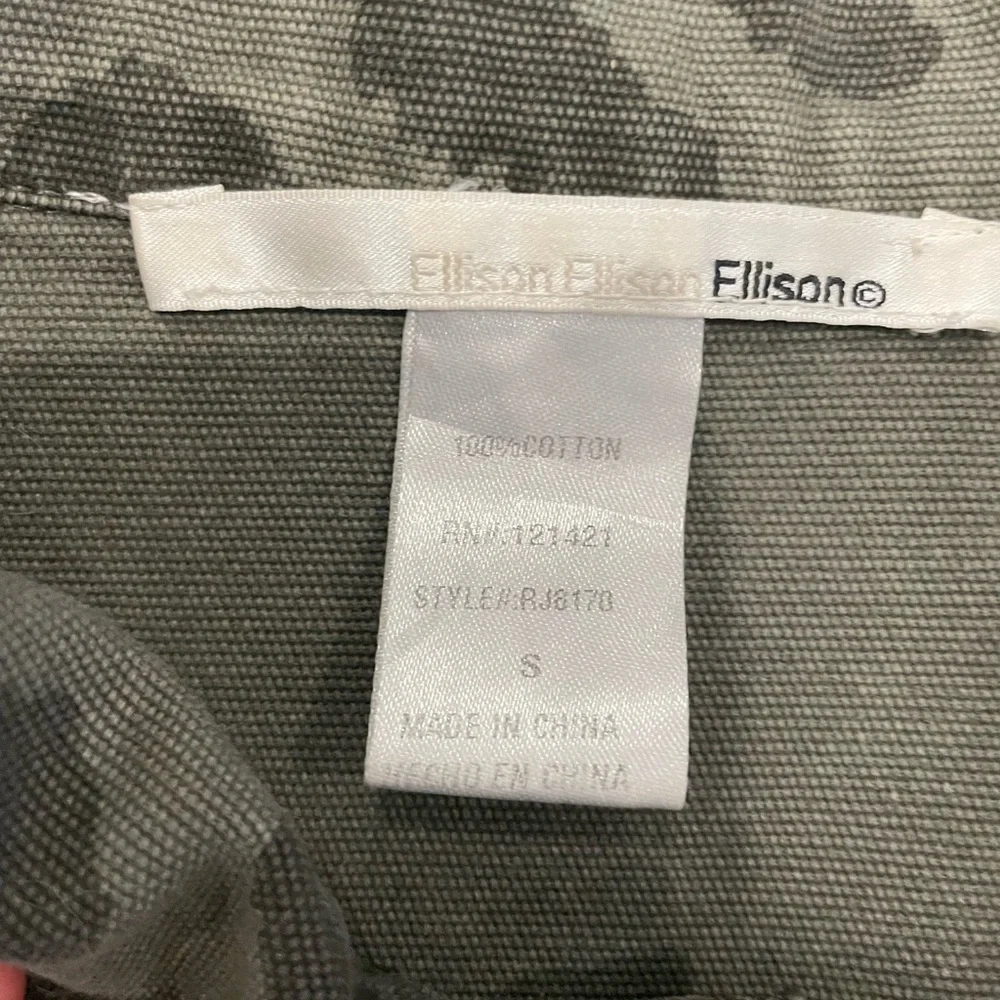 Ellison Ellison Ellison©
100%COTTON
RN#:121421
STYLE#:RJ8170
S
MADE IN CHINA
HECHO EN CHINA